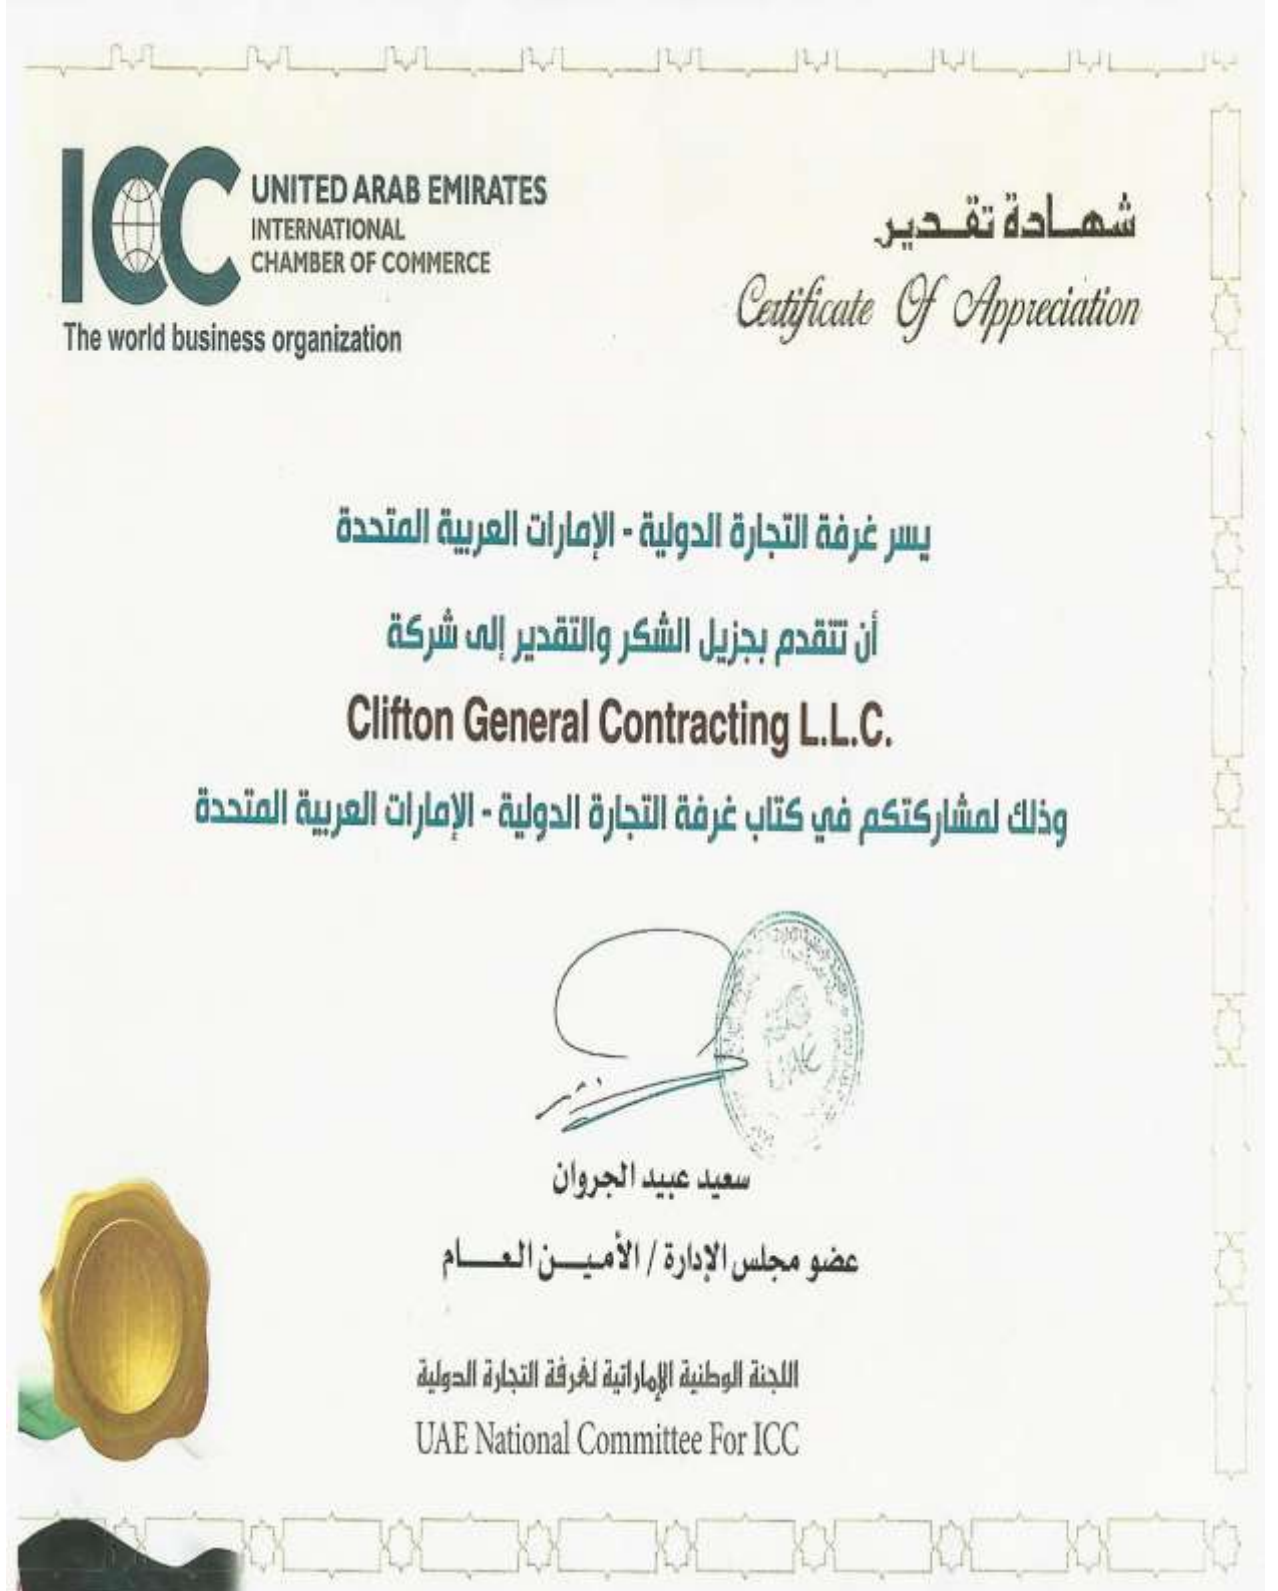 ICC
UNITED ARAB EMIRATES
INTERNATIONAL
CHAMBER OF COMMERCE
The world business organization
شهادة تقدير
Certificate Of Appreciation
يسر غرفة التجارة الدولية - الإمارات العربية المتحدة
أن تتقدم بجزيل الشكر والتقدير إلى شركة
Clifton General Contracting L.L.C.
وذلك لمشاركتكم في كتاب غرفة التجارة الدولية - الإمارات العربية المتحدة
UAE
سعيد عبيد الجروان
عضو مجلس الإدارة / الأمين العام
اللجنة الوطنية الإماراتية لغرفة التجارة الدولية
UAE National Committee For ICC